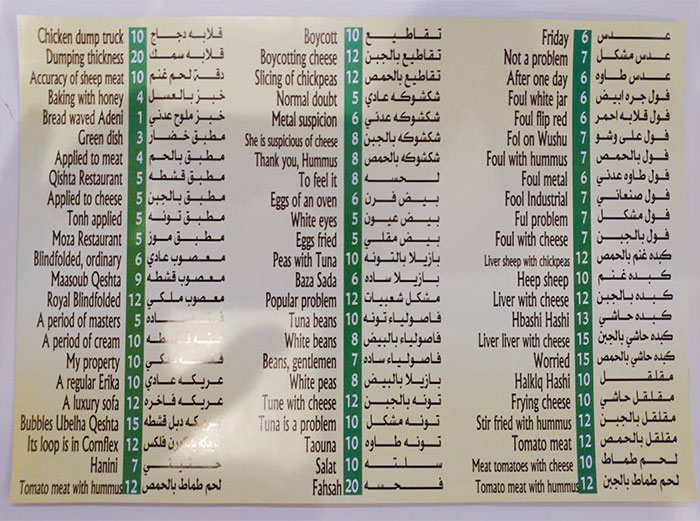 Chicken dump truck 10 قلابه دجاج
Dumping thickness 20 قلابه سمك
Accuracy of sheep meat 10 دقة لحم غنم
Baking with honey 4 خبز بالعسل
Bread waved Adeni 1 خبز ملوح عدني
Green dish 3 مطبق خضار
Applied to meat 4 مطبق بالحم
Qishta Restaurant 5 مطبق قشطه
Applied to cheese 5 مطبق بالجبن
Tonh applied 5 مطبق تونه
Moza Restaurant 5 مطبق موز
Blindfolded, ordinary 6 معصوب عادي
Maasoub Qeshta 9 معصوب قشطه
Royal Blindfolded 12 معصوب ملكي
A period of masters 5 ساده
A period of cream 10 قشطه
My property 10 ملكي
A regular Erika 10 عريكه عادي
A luxury sofa 12 عريكه فاخره
Bubbles Ubelha Qeshta 15 دبل قشطه
Its loop is in Cornflex 12 فلكس
Hanini 7 حنيني
Tomato meat with hummus 12 لحم طماط بالحمص
Boycott 10 تقاطيع
Boycotting cheese 12 تقاطيع بالجبن
Slicing of chickpeas 12 تقاطيع بالحمص
Normal doubt 5 شكشوكه عادي
Metal suspicion 6 شكشوكه عدني
She is suspicious of cheese 8 شكشوكه بالجبن
Thank you, Hummus 8 شكشوكه بالحمص
To feel it 8 لحسه
Eggs of an oven 6 بيض فرن
White eyes 5 بيض عيون
Eggs fried 5 بيض مقلي
Peas with Tuna 10 بازيلا بالتونه
Baza Sada 6 بازيلا ساده
Popular problem 12 مشكل شعبيات
Tuna beans 10 فاصولياء تونه
White beans 8 فاصولياء بالبيض
Beans, gentlemen 7 فاصولياء ساده
White peas 8 بازيلا بالبيض
Tune with cheese 12 تونه بالجبن
Tuna is a problem 10 تونه مشكل
Taouna 10 تونه طاوه
Salat 10 سلته
Fahsah 20 فحسه
Friday 6 عدس
Not a problem 7 عدس مشكل
After one day 6 عدس طاوه
Foul white jar 6 فول جره ابيض
Foul flip red 6 فول قلابه احمر
Fol on Wushu 7 فول على وشو
Foul with hummus 7 فول بالحمص
Foul metal 6 فول طاوه عدني
Fool Industrial 7 فول صنعاني
Ful problem 7 فول مشكل
Foul with cheese 7 فول بالجبن
Liver sheep with chickpeas 12 كبده غنم بالحمص
Heep sheep 10 كبده غنم
Liver with cheese 12 كبده بالجبن
Hbashi Hashi 13 كبده حاشي
Liver liver with cheese 15 كبده حاشي بالجبن
Worried 15 كبده حاشي بالحمص
Halklq Hashi 10 مقلقل
Frying cheese 10 مقلقل حاشي
Stir fried with hummus 12 مقلقل بالجبن
Tomato meat 12 مقلقل بالحمص
Meat tomatoes with cheese 10 لحم طماط
Tomato meat with hummus 12 لحم طماط بالجبن